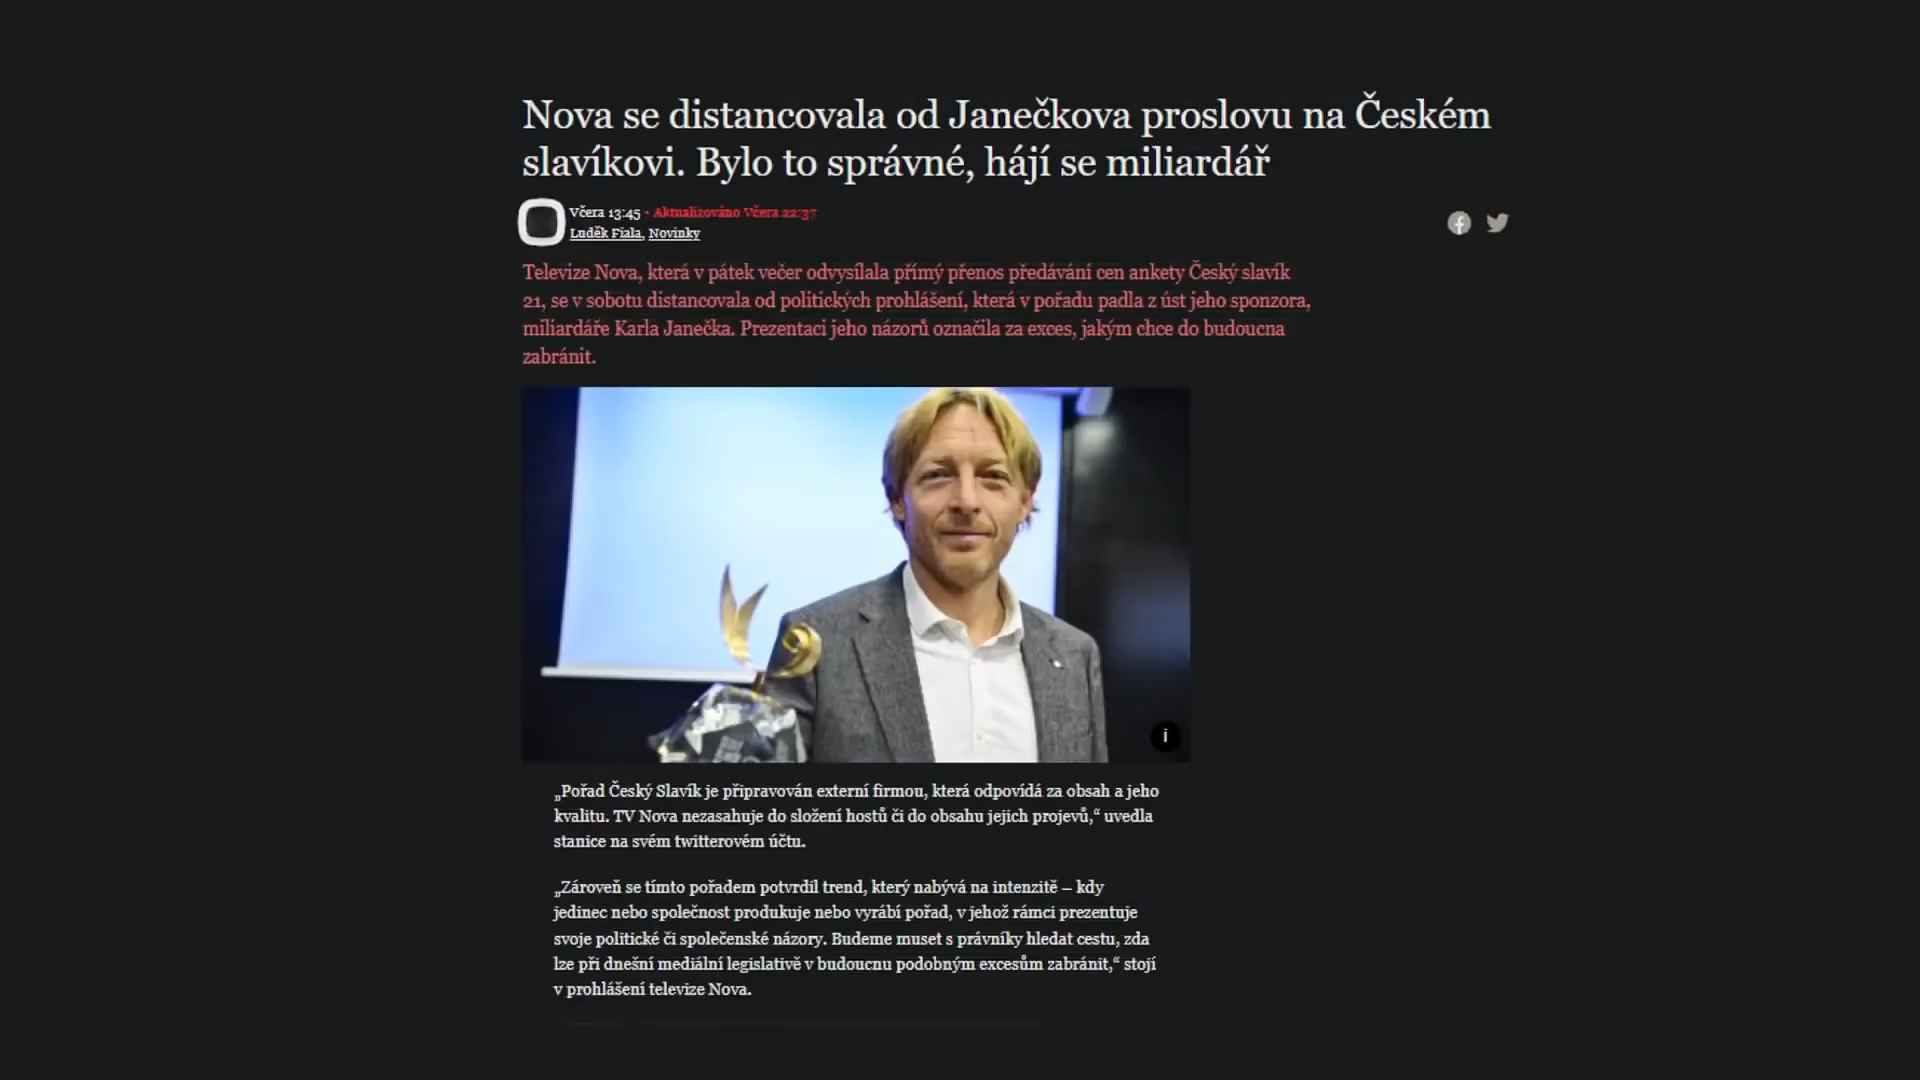 Nova se distancovala od Janečkova proslovu na Českém
slavíkovi. Bylo to správné, hájí se miliardář
Včera 13:45 • Aktualizováno Včera 22:37
Luděk Fiala, Novinky
Televize Nova, která v pátek večer odvysílala přímý přenos předávání cen ankety Český slavík
21, se v sobotu distancovala od politických prohlášení, která v pořadu padla z úst jeho sponzora,
miliardáře Karla Janečka. Prezentaci jeho názorů označila za exces, jakým chce do budoucna
zabránit.
i
„Pořad Český Slavík je připravován externí firmou, která odpovídá za obsah a jeho
kvalitu. TV Nova nezasahuje do složení hostů či do obsahu jejich projevů,“ uvedla
stanice na svém twitterovém účtu.
„Zároveň se tímto pořadem potvrdil trend, který nabývá na intenzitě – kdy
jedinec nebo společnost produkuje nebo vyrábí pořad, v jehož rámci prezentuje
svoje politické či společenské názory. Budeme muset s právníky hledat cestu, zda
lze při dnešní mediální legislativě v budoucnu podobným excesům zabránit,“ stojí
v prohlášení televize Nova.